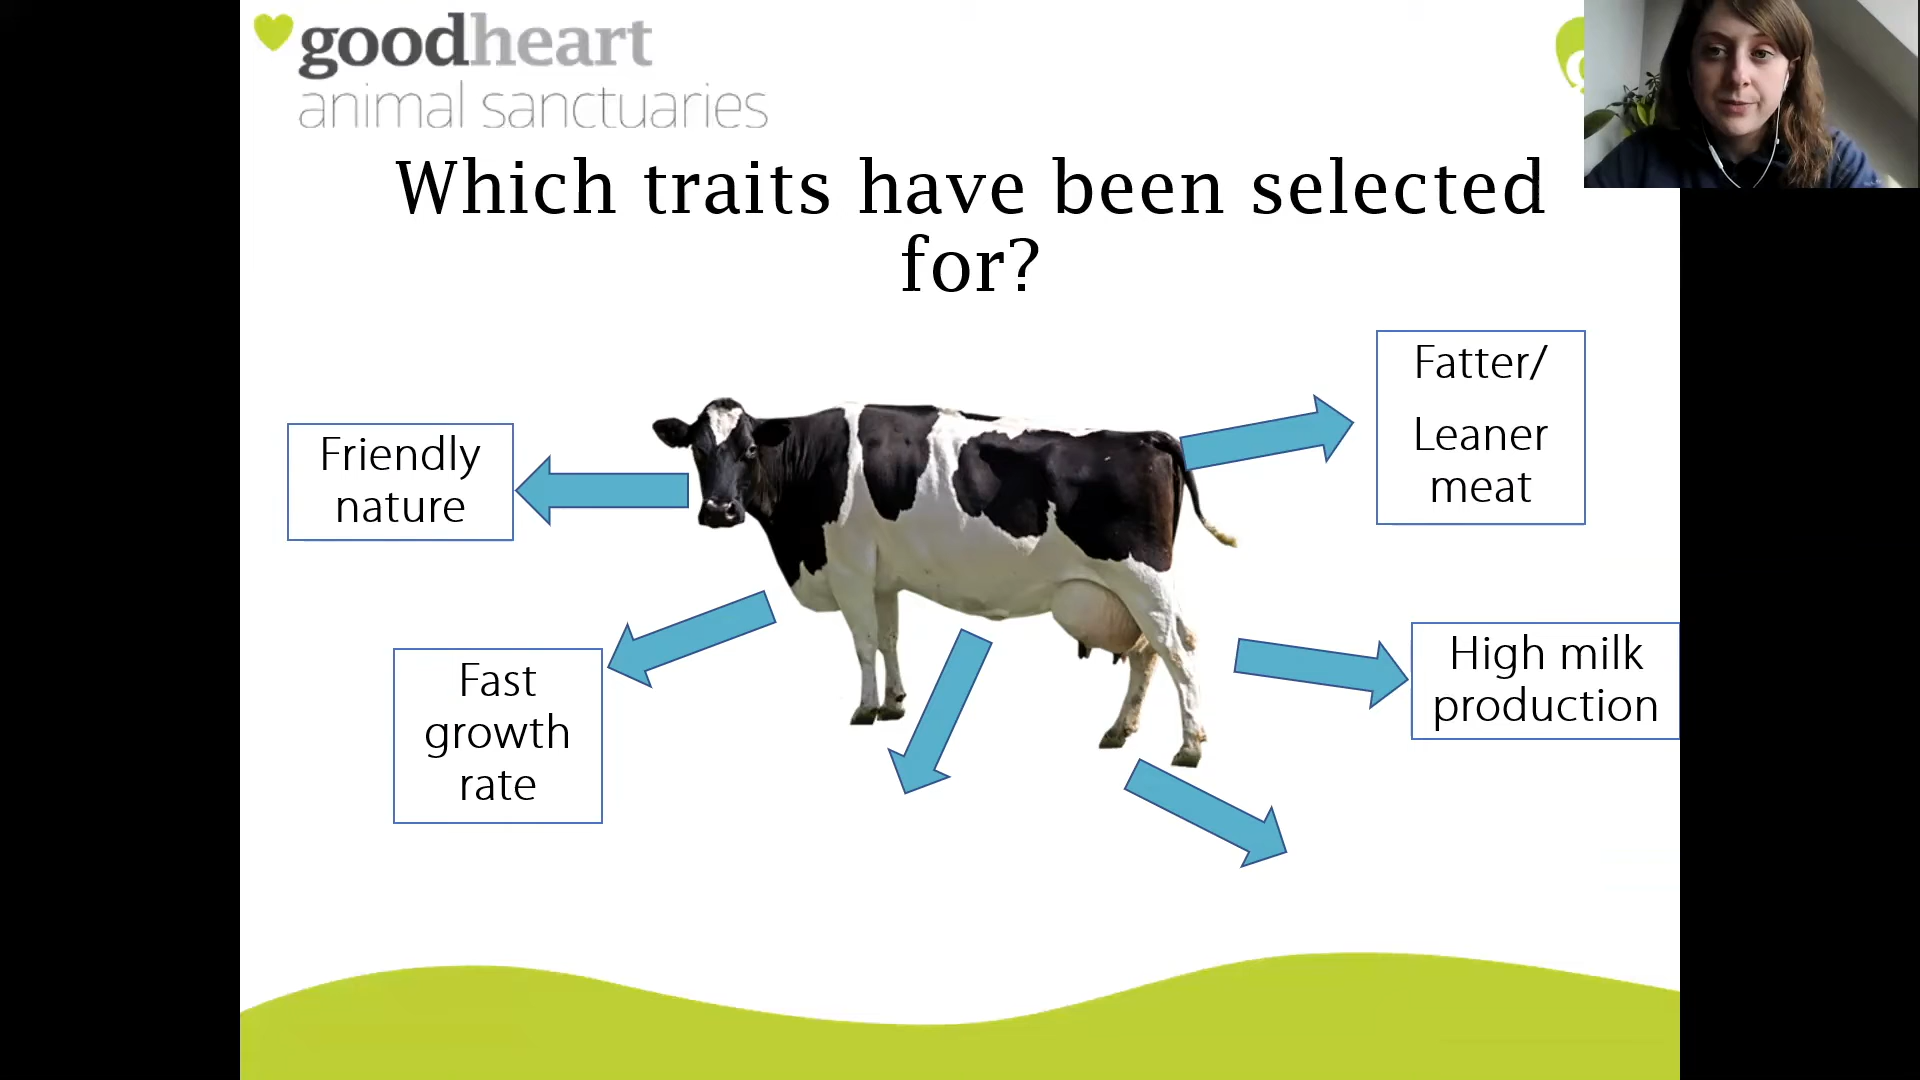 goodheart
animal sanctuaries
Which traits have been selected
for?
Friendly
nature
Fatter/
Leaner
meat
Fast
growth
rate
High milk
production